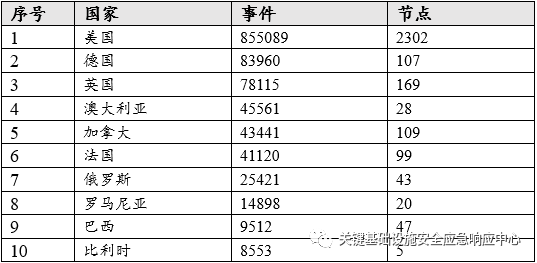 序号 国家 事件 节点
1 美国 855089 2302
2 德国 83960 107
3 英国 78115 169
4 澳大利亚 45561 28
5 加拿大 43441 109
6 法国 41120 99
7 俄罗斯 25421 43
8 罗马尼亚 14898 20
9 巴西 9512 47
关键基础设施安全应急响应中心
10 比利时 8553 5